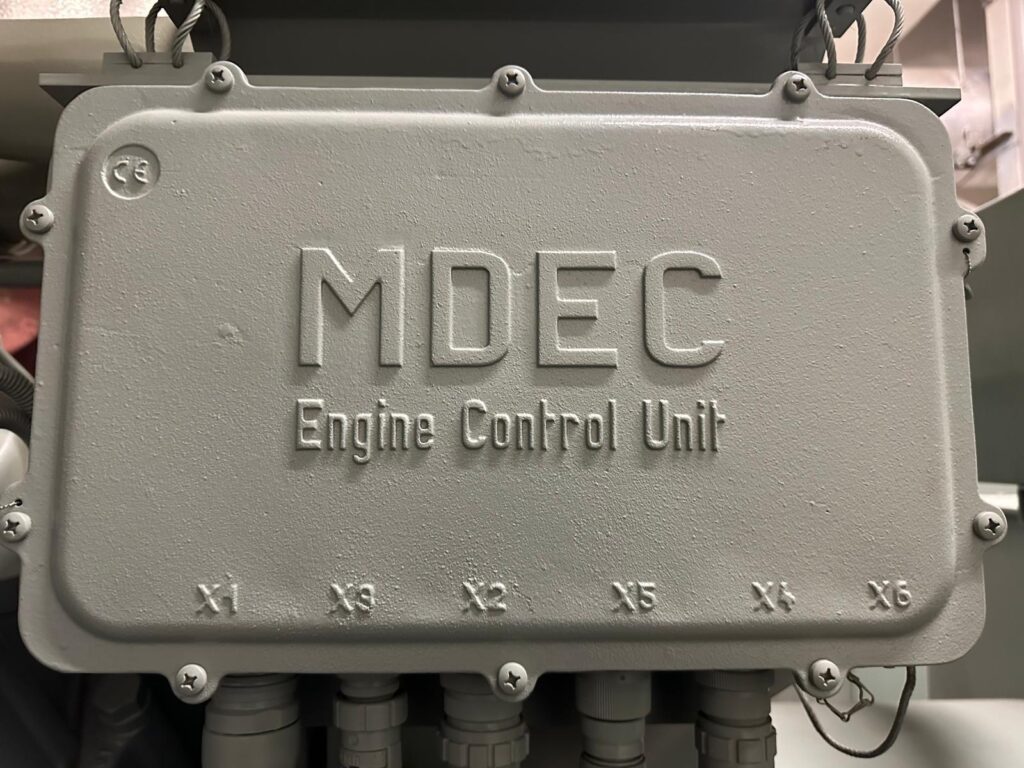 CE
MDEC
Engine Control Unit
X1 X3 X2 X5 X4 X6